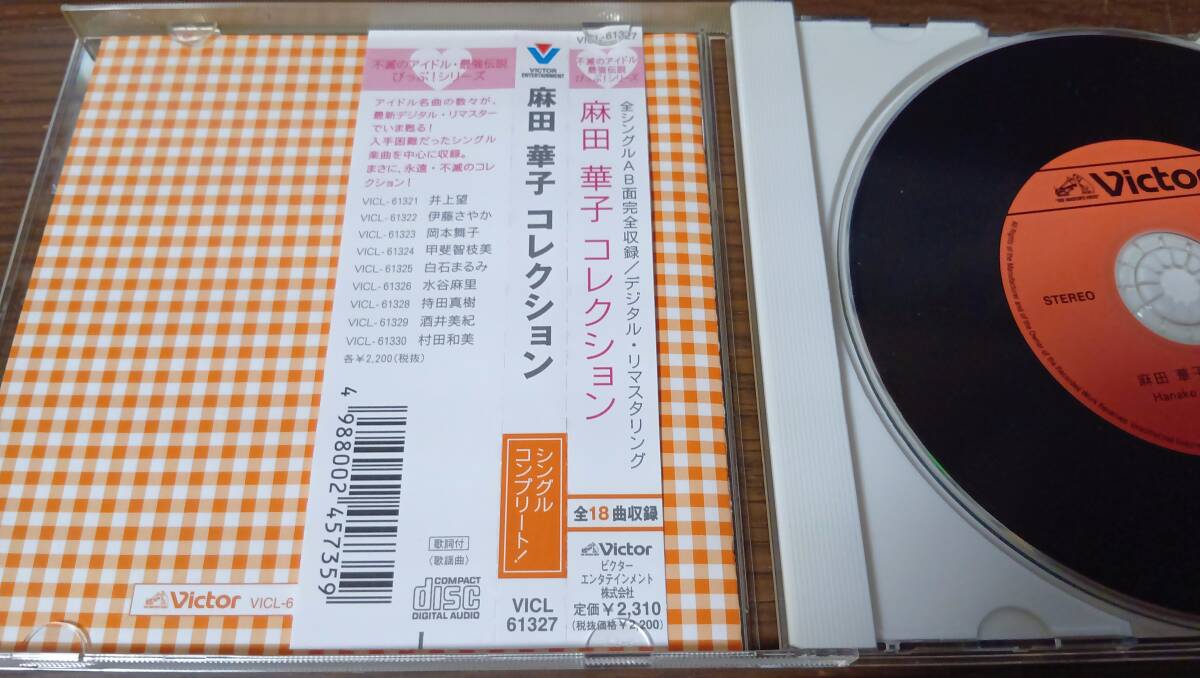 不滅のアイドル・最強伝説
びっぷ!シリーズ
アイドル名曲の数々が、
最新デジタル・リマスター
でいま甦る!
入手困難だったシングル
楽曲を中心に収録。
まさに、永遠・不滅のコレ
クション!
VICL-61321 井上望
VICL-61322 伊藤さやか
VICL-61323 岡本舞子
VICL-61324 甲斐智枝美
VICL-61325 白石まるみ
VICL-61326 水谷麻里
VICL-61328 持田真樹
VICL-61329 酒井美紀
VICL-61330 村田和美
各¥2,200(税抜)
4 988002 457359
歌詞付
〈歌謡曲〉
COMPACT
disc
DIGITAL AUDIO
Victor VICL-6
VICTOR
ENTERTAINMENT
麻田 華子 コレクション
シングル
コンプリート!
VICL
61327
VICL-61327
不滅のアイドル
最強伝説
びっぷ!シリーズ
全シングルAB面完全収録/デジタル・リマスタリング
麻田 華子 コレクション
全18曲収録
Victor
ビクター
エンタテインメント
株式会社
定価¥2,310
(税抜価格¥2,200)
Victor
STEREO
麻田 華子
Hanako